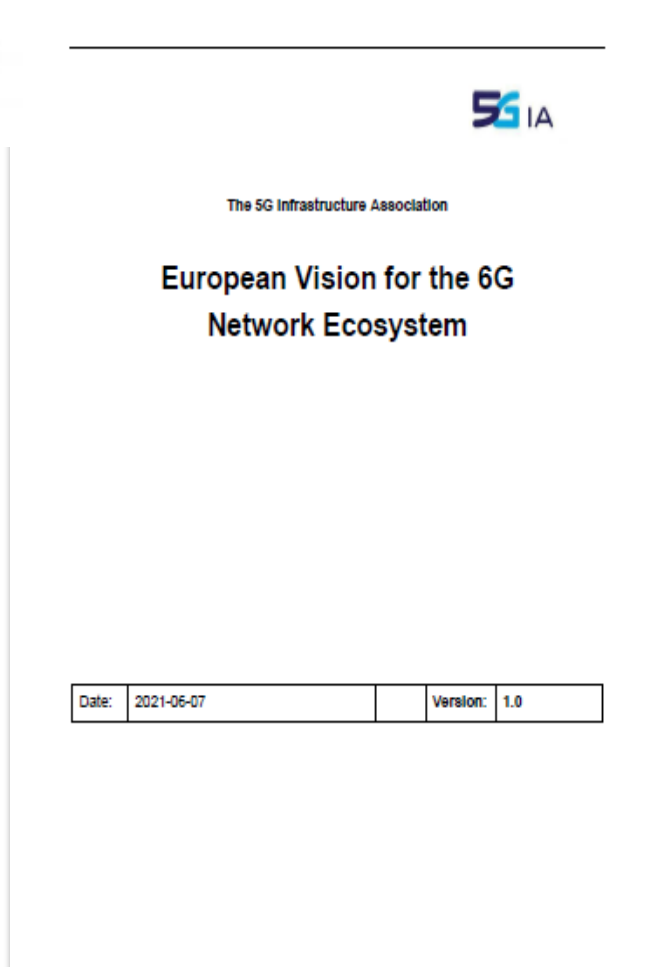 5G IA
The 5G Infrastructure Association
European Vision for the 6G
Network Ecosystem
Date: 2021-06-07 Version: 1.0